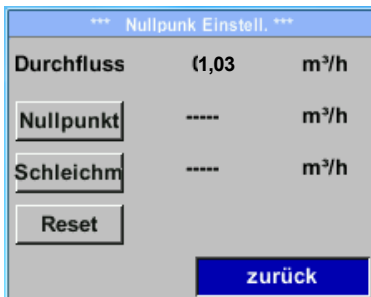 *** Nullpunk Einstell. ***
Durchfluss 1,03 m³/h
Nullpunkt ----- m³/h
Schleichm ----- m³/h
Reset
zurück